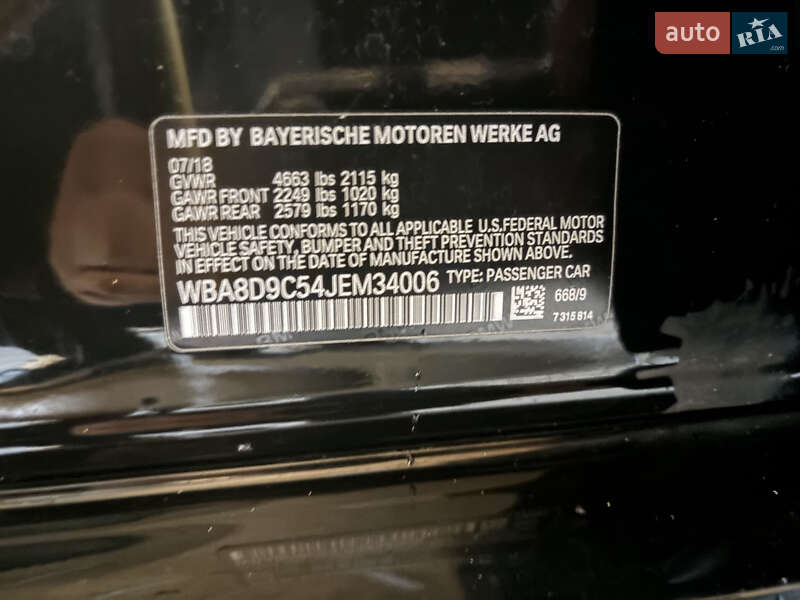 auto RIA
.com
MFD BY BAYERISCHE MOTOREN WERKE AG
07/18
GVWR 4663 lbs 2115 kg
GAWR FRONT 2249 lbs 1020 kg
GAWR REAR 2579 lbs 1170 kg
THIS VEHICLE CONFORMS TO ALL APPLICABLE U.S.FEDERAL MOTOR
VEHICLE SAFETY, BUMPER AND THEFT PREVENTION STANDARDS
IN EFFECT ON THE DATE OF MANUFACTURE SHOWN ABOVE.
WBA8D9C54JEM34006 TYPE: PASSENGER CAR
668/9
7315814